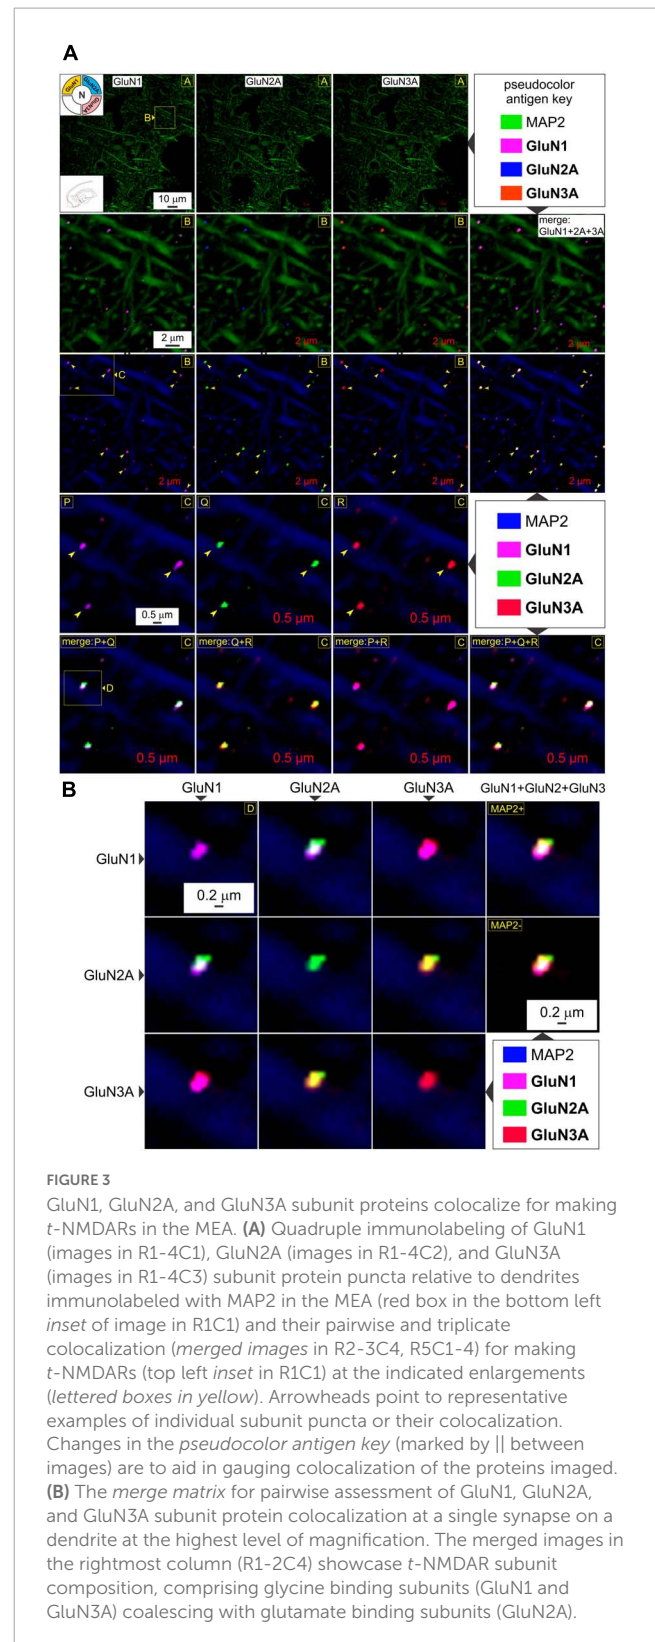 A
GluN1 A GluN2A A GluN3A A
GluN1 GluN2A GluN3A N
B
10 μm
pseudocolor
antigen key
MAP2
GluN1
GluN2A
GluN3A
B B B merge:
GluN1+2A+3A
2 μm 2 μm 2 μm 2 μm
B B B
C
2 μm 2 μm 2 μm 2 μm
P C Q C R C
0.5 μm 0.5 μm 0.5 μm
MAP2
GluN1
GluN2A
GluN3A
merge:P+Q C merge:Q+R C merge:P+R C merge:P+Q+R C
D
0.5 μm 0.5 μm 0.5 μm 0.5 μm
B
GluN1 GluN2A GluN3A GluN1+GluN2+GluN3
D MAP2+
GluN1
0.2 μm
MAP2-
GluN2A
0.2 μm
GluN3A
MAP2
GluN1
GluN2A
GluN3A
FIGURE 3
GluN1, GluN2A, and GluN3A subunit proteins colocalize for making
t-NMDARs in the MEA. (A) Quadruple immunolabeling of GluN1
(images in R1-4C1), GluN2A (images in R1-4C2), and GluN3A
(images in R1-4C3) subunit protein puncta relative to dendrites
immunolabeled with MAP2 in the MEA (red box in the bottom left
inset of image in R1C1) and their pairwise and triplicate
colocalization (merged images in R2-3C4, R5C1-4) for making
t-NMDARs (top left inset in R1C1) at the indicated enlargements
(lettered boxes in yellow). Arrowheads point to representative
examples of individual subunit puncta or their colocalization.
Changes in the pseudocolor antigen key (marked by || between
images) are to aid in gauging colocalization of the proteins imaged.
(B) The merge matrix for pairwise assessment of GluN1, GluN2A,
and GluN3A subunit protein colocalization at a single synapse on a
dendrite at the highest level of magnification. The merged images in
the rightmost column (R1-2C4) showcase t-NMDAR subunit
composition, comprising glycine binding subunits (GluN1 and
GluN3A) coalescing with glutamate binding subunits (GluN2A).